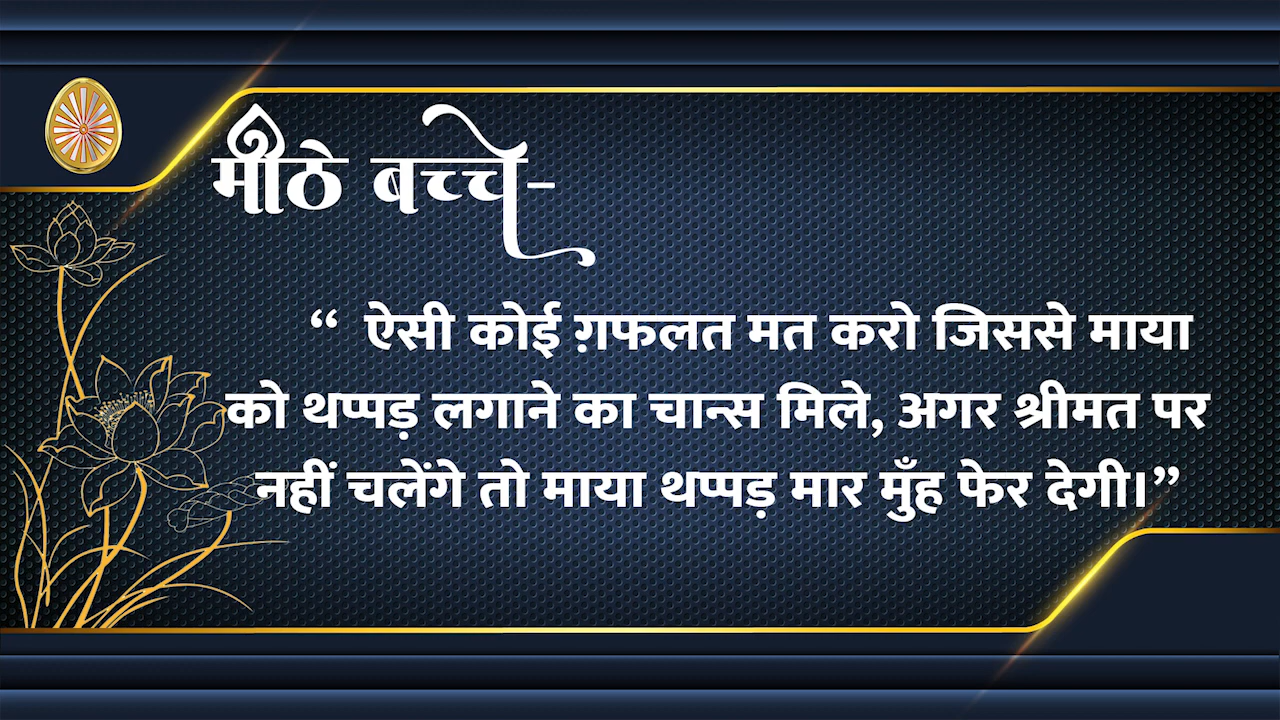 मीठे बच्चे-
“ ऐसी कोई ग़फलत मत करो जिससे माया
को थप्पड़ लगाने का चान्स मिले, अगर श्रीमत पर
नहीं चलेंगे तो माया थप्पड़ मार मुँह फेर देगी।”